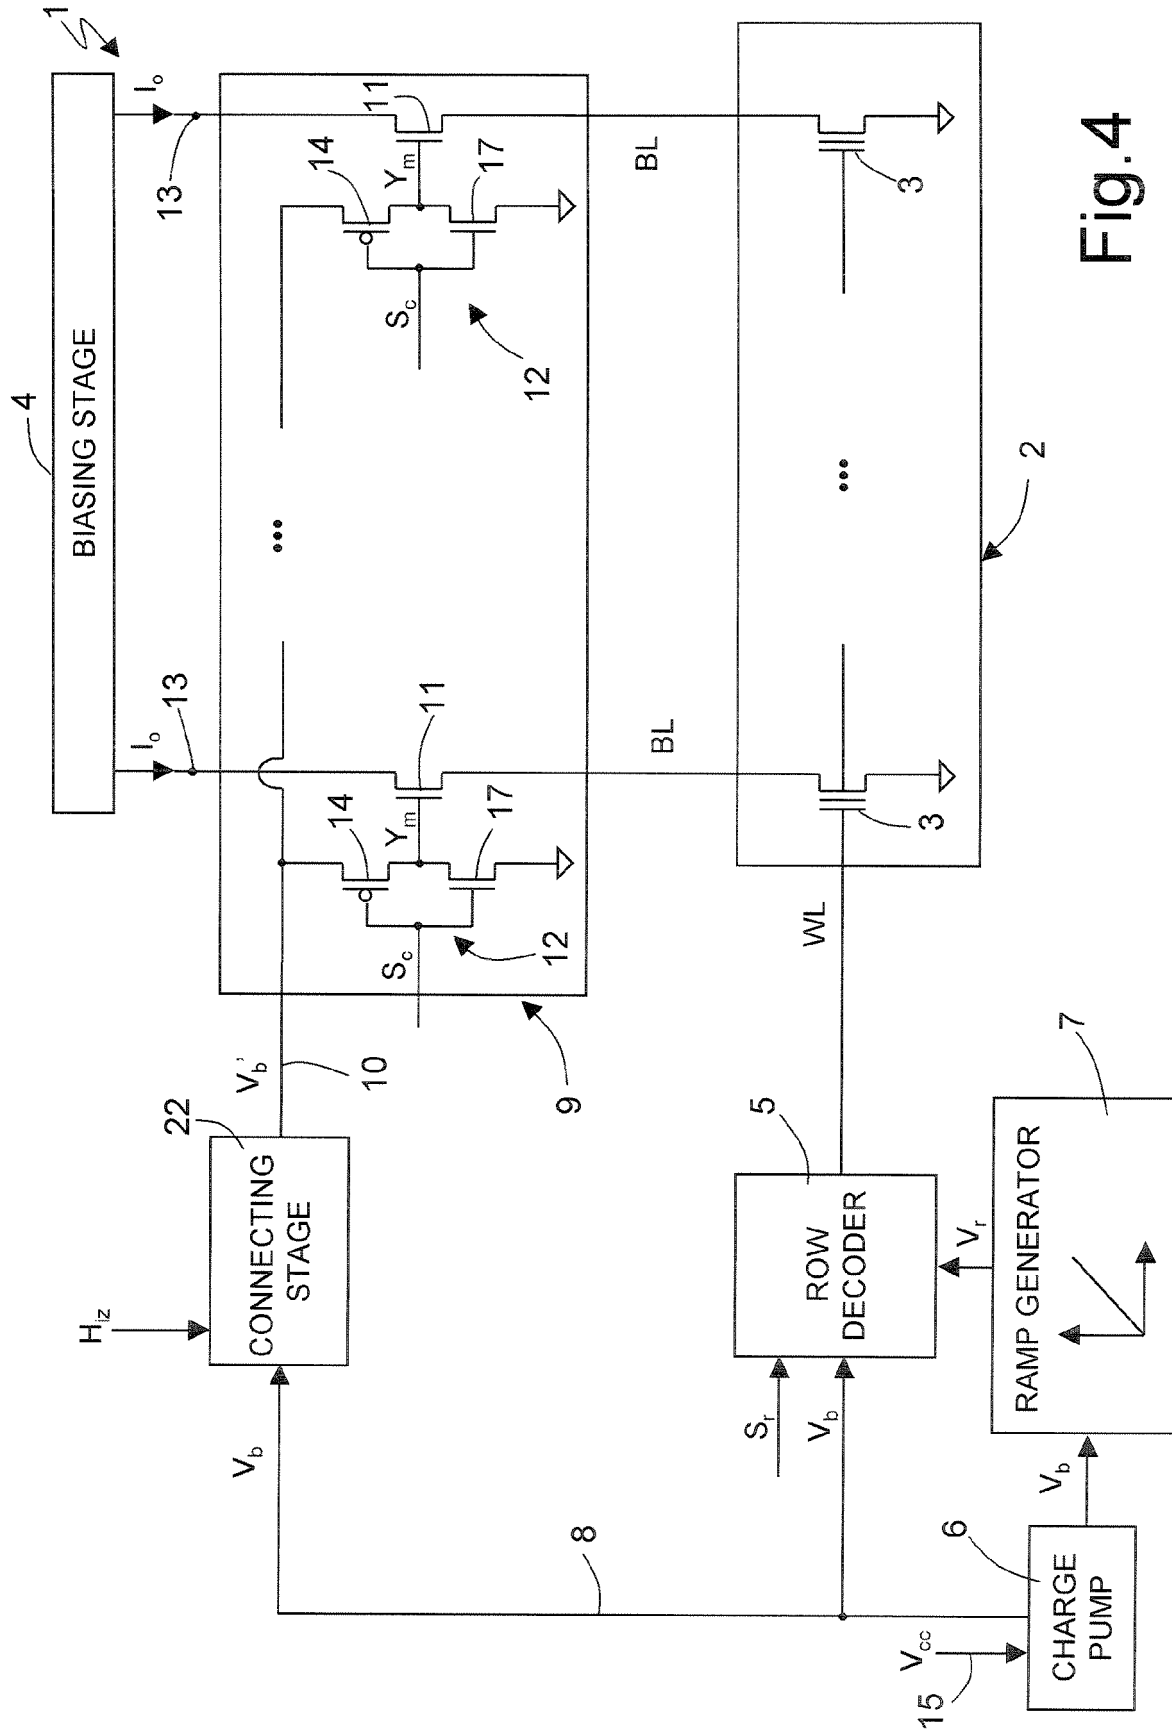 1
4
BIASING STAGE
Io
13
Io
13
14
Ym
11
17
Sc
12
14
Ym
11
17
Sc
12
9
BL
BL
3
3
2
WL
Hiz
22
CONNECTING
STAGE
Vb'
10
Vb
8
5
ROW
DECODER
Sr
Vb
Vr
7
RAMP GENERATOR
Vb
6
CHARGE
PUMP
Vcc
15
Fig.4